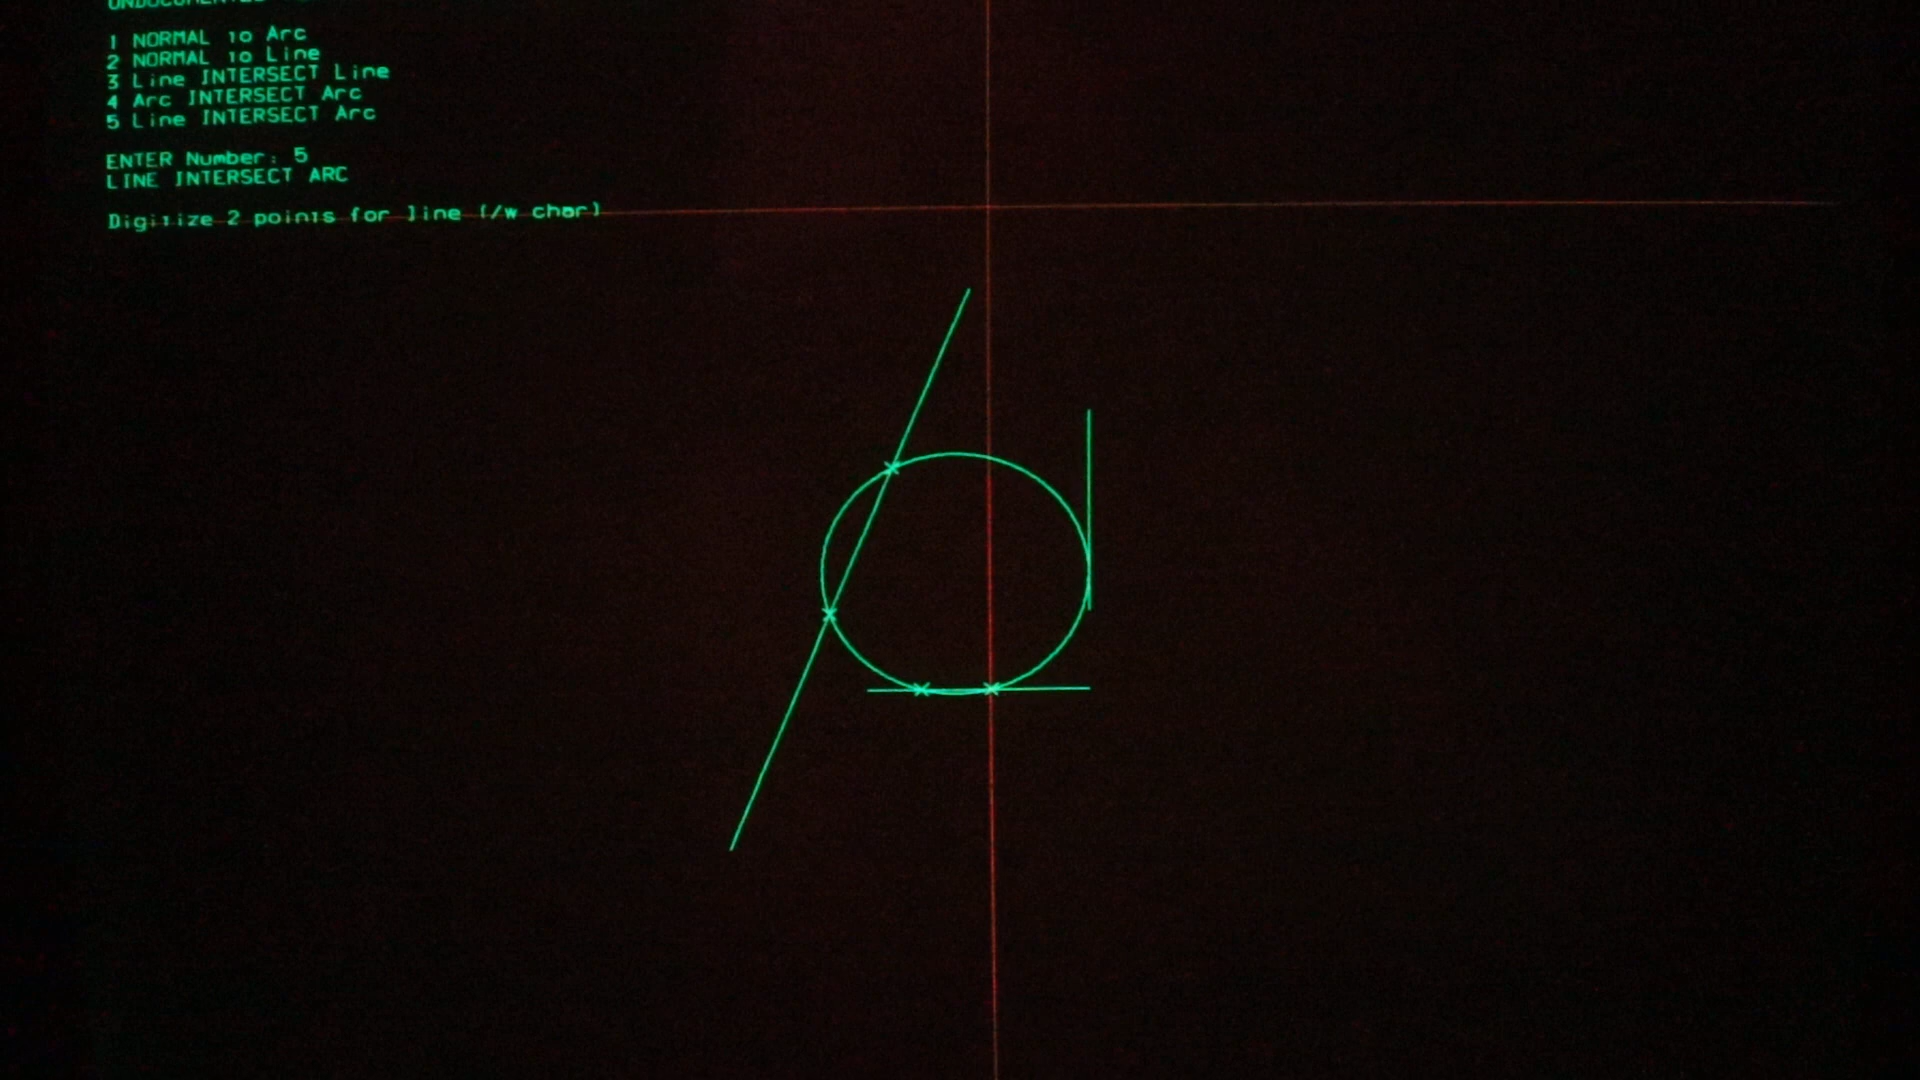 UNDOCUMENTED
1 NORMAL to Arc
2 NORMAL to Line
3 Line INTERSECT Line
4 Arc INTERSECT Arc
5 Line INTERSECT Arc
ENTER Number: 5
LINE INTERSECT ARC
Digitize 2 points for line (/w char)